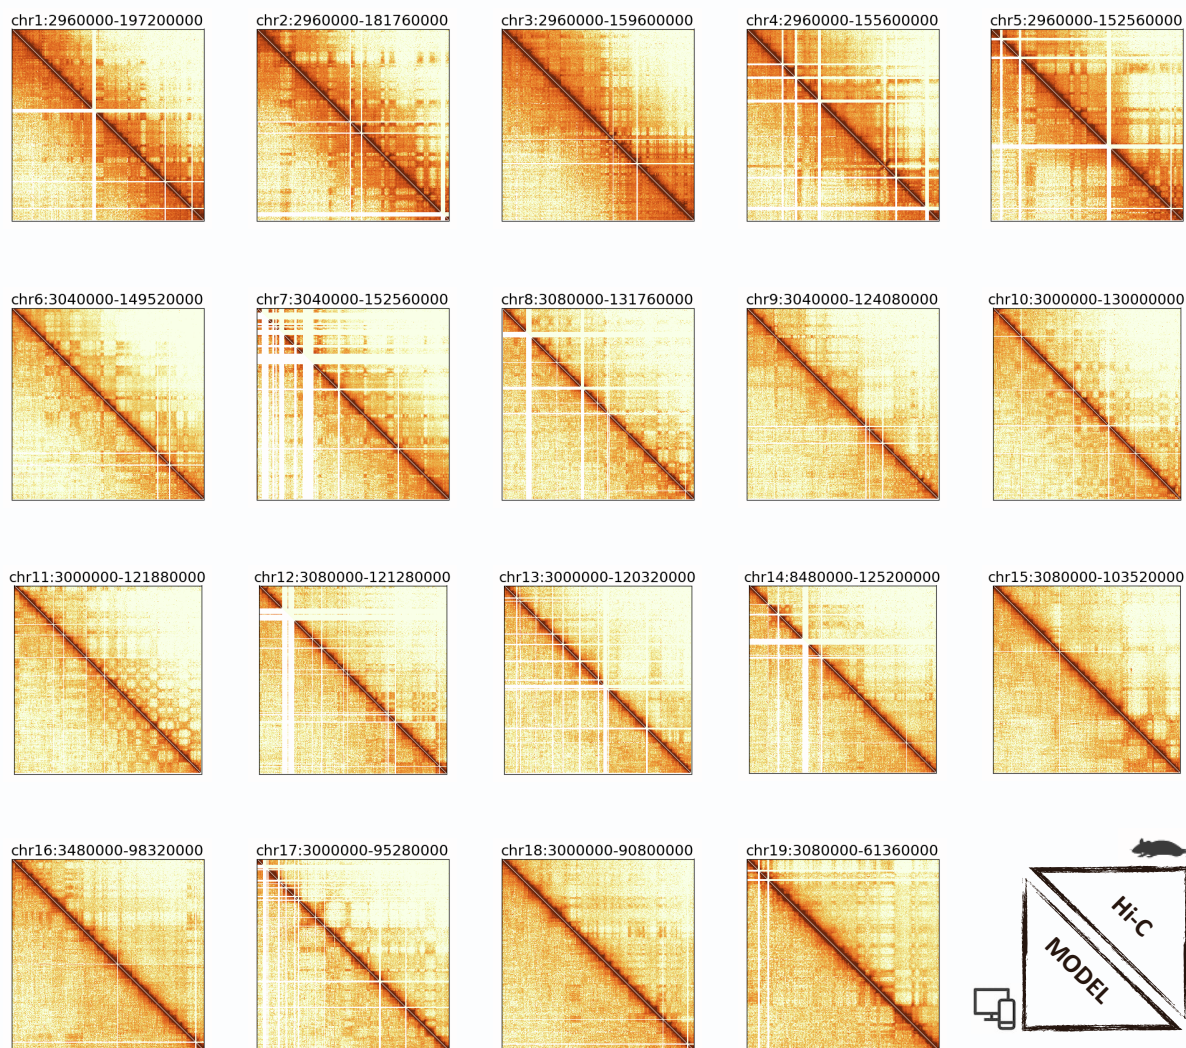 chr1:2960000-197200000
chr2:2960000-181760000
chr3:2960000-159600000
chr4:2960000-155600000
chr5:2960000-152560000
chr6:3040000-149520000
chr7:3040000-152560000
chr8:3080000-131760000
chr9:3040000-124080000
chr10:3000000-130000000
chr11:3000000-121880000
chr12:3080000-121280000
chr13:3000000-120320000
chr14:8480000-125200000
chr15:3080000-103520000
chr16:3480000-98320000
chr17:3000000-95280000
chr18:3000000-90800000
chr19:3080000-61360000
Hi-C
MODEL